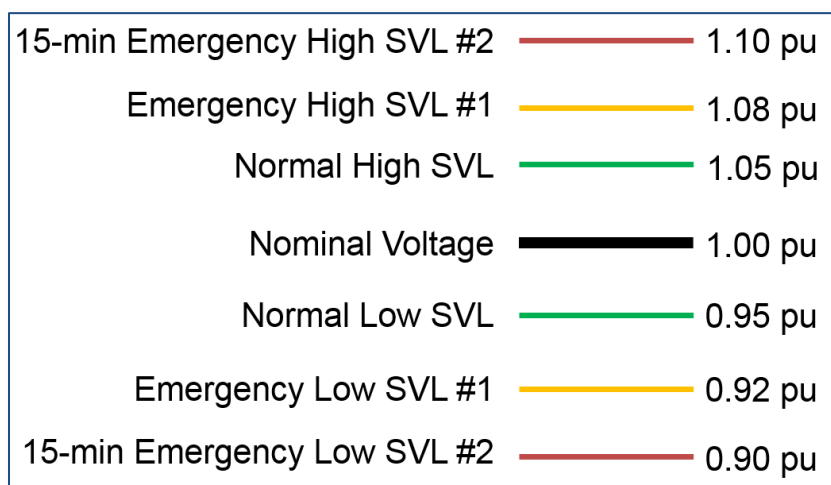 15-min Emergency High SVL #2 1.10 pu
Emergency High SVL #1 1.08 pu
Normal High SVL 1.05 pu
Nominal Voltage 1.00 pu
Normal Low SVL 0.95 pu
Emergency Low SVL #1 0.92 pu
15-min Emergency Low SVL #2 0.90 pu